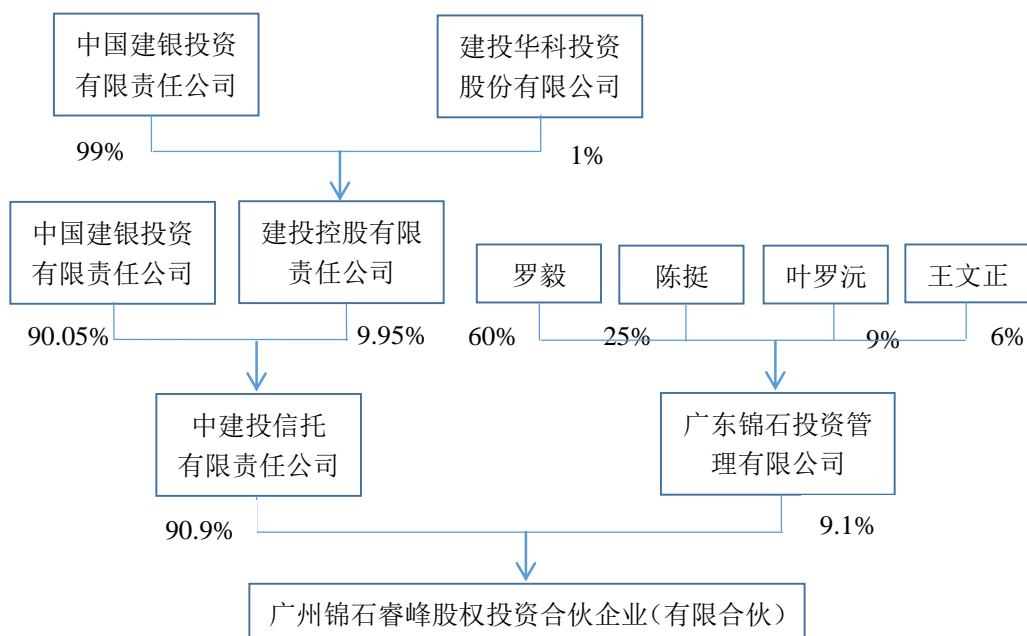 中国建银投资
有限责任公司
建投华科投资
股份有限公司
99%
1%
中国建银投资
有限责任公司
建投控股有限
责任公司
罗毅
陈挺
叶罗沅
王文正
90.05%
9.95%
60%
25%
9%
6%
中建投信托
有限责任公司
广东锦石投资管
理有限公司
90.9%
9.1%
广州锦石睿峰股权投资合伙企业（有限合伙）